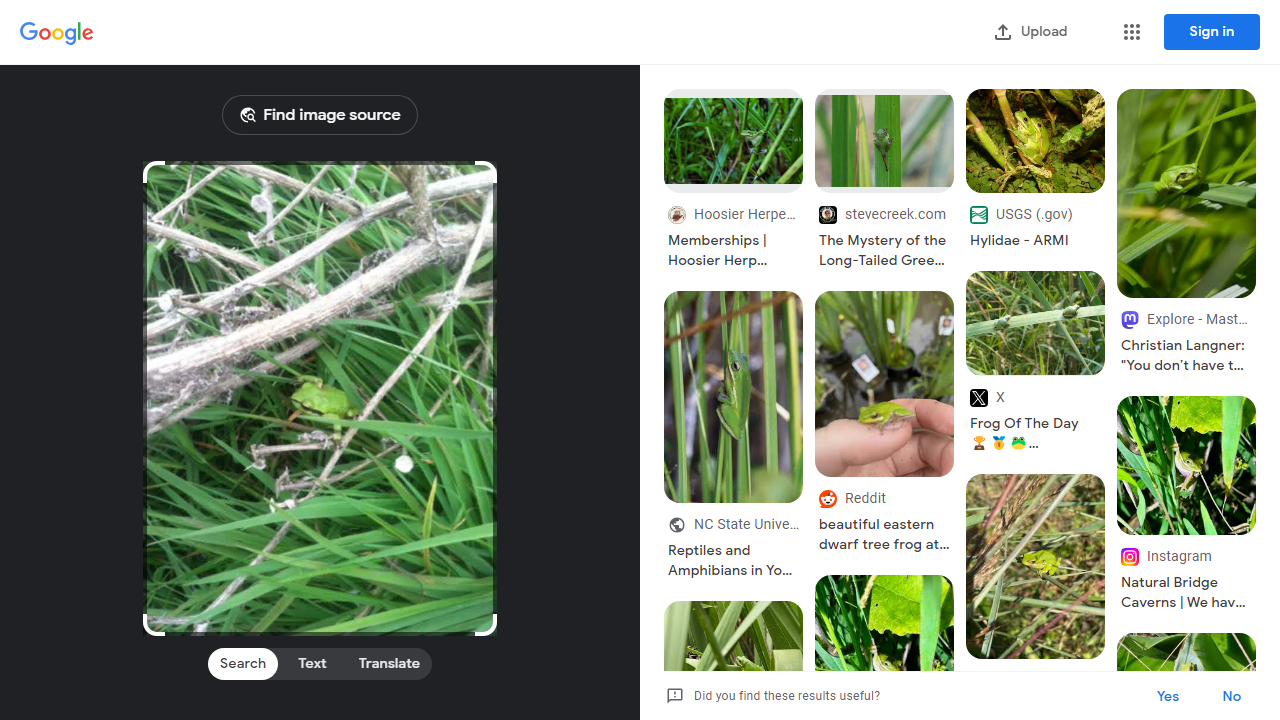 Google
Upload
Sign in
Find image source
Search
Text
Translate
Hoosier Herpe...
Memberships |
Hoosier Herp...
stevecreek.com
The Mystery of the
Long-Tailed Gree...
USGS (.gov)
Hylidae - ARMI
Explore - Mast...
Christian Langner:
"You don’t have t...
NC State Unive...
Reptiles and
Amphibians in Yo...
Reddit
beautiful eastern
dwarf tree frog at...
X
Frog Of The Day
🏆 🥇 🐸 ...
Instagram
Natural Bridge
Caverns | We hav...
Did you find these results useful?
Yes
No